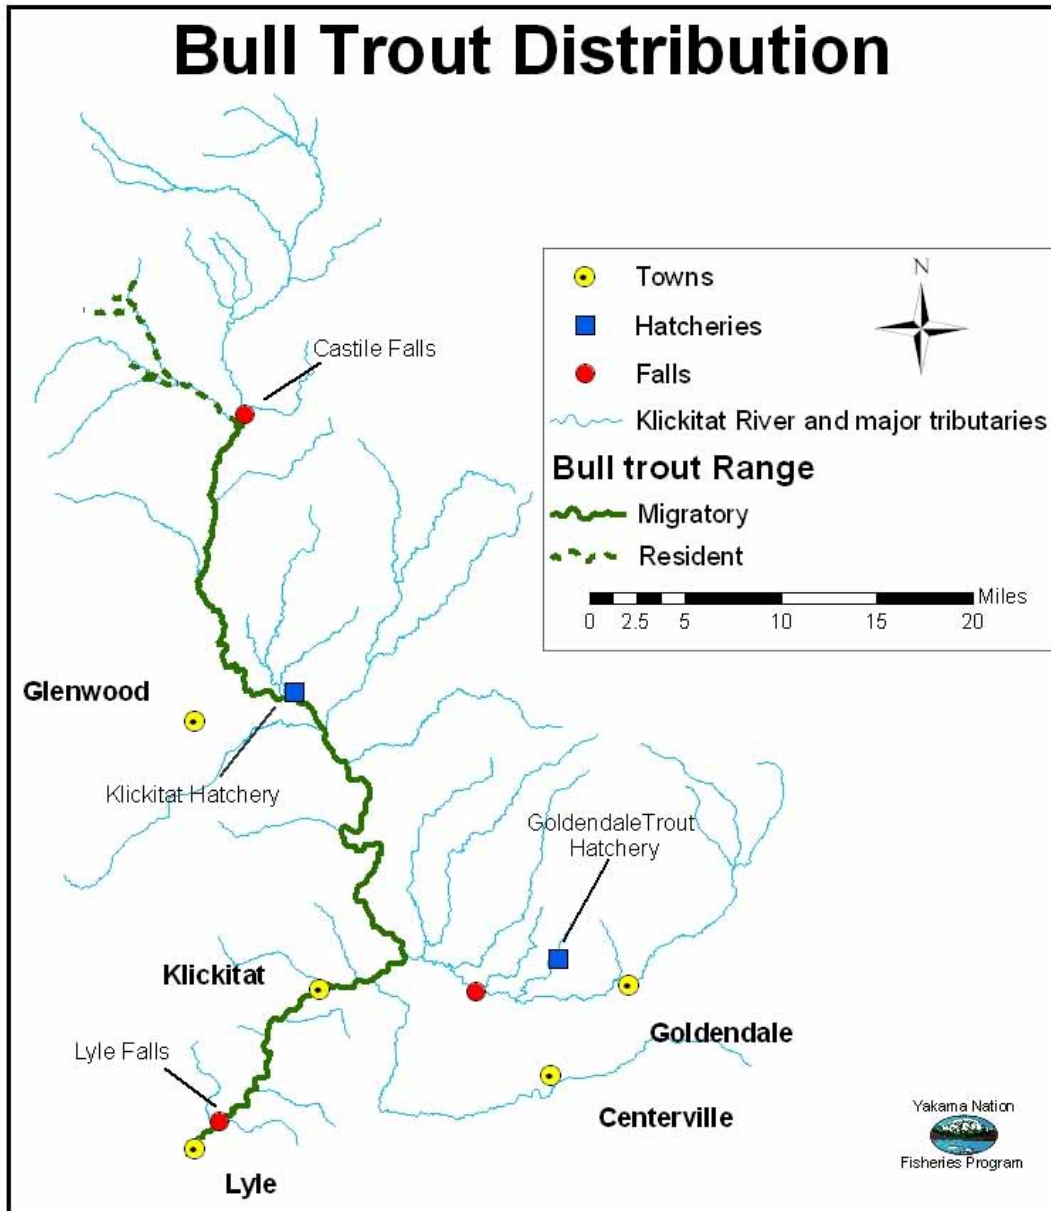 Bull Trout Distribution
N
Towns
Hatcheries
Castile Falls
Falls
Klickitat River and major tributaries
Bull trout Range
Migratory
Resident
Miles
0 2.5 5 10 15 20
Glenwood
Klickitat Hatchery
GoldendaleTrout
Hatchery
Klickitat
Goldendale
Lyle Falls
Centerville
Lyle
Yakama Nation
Fisheries Program